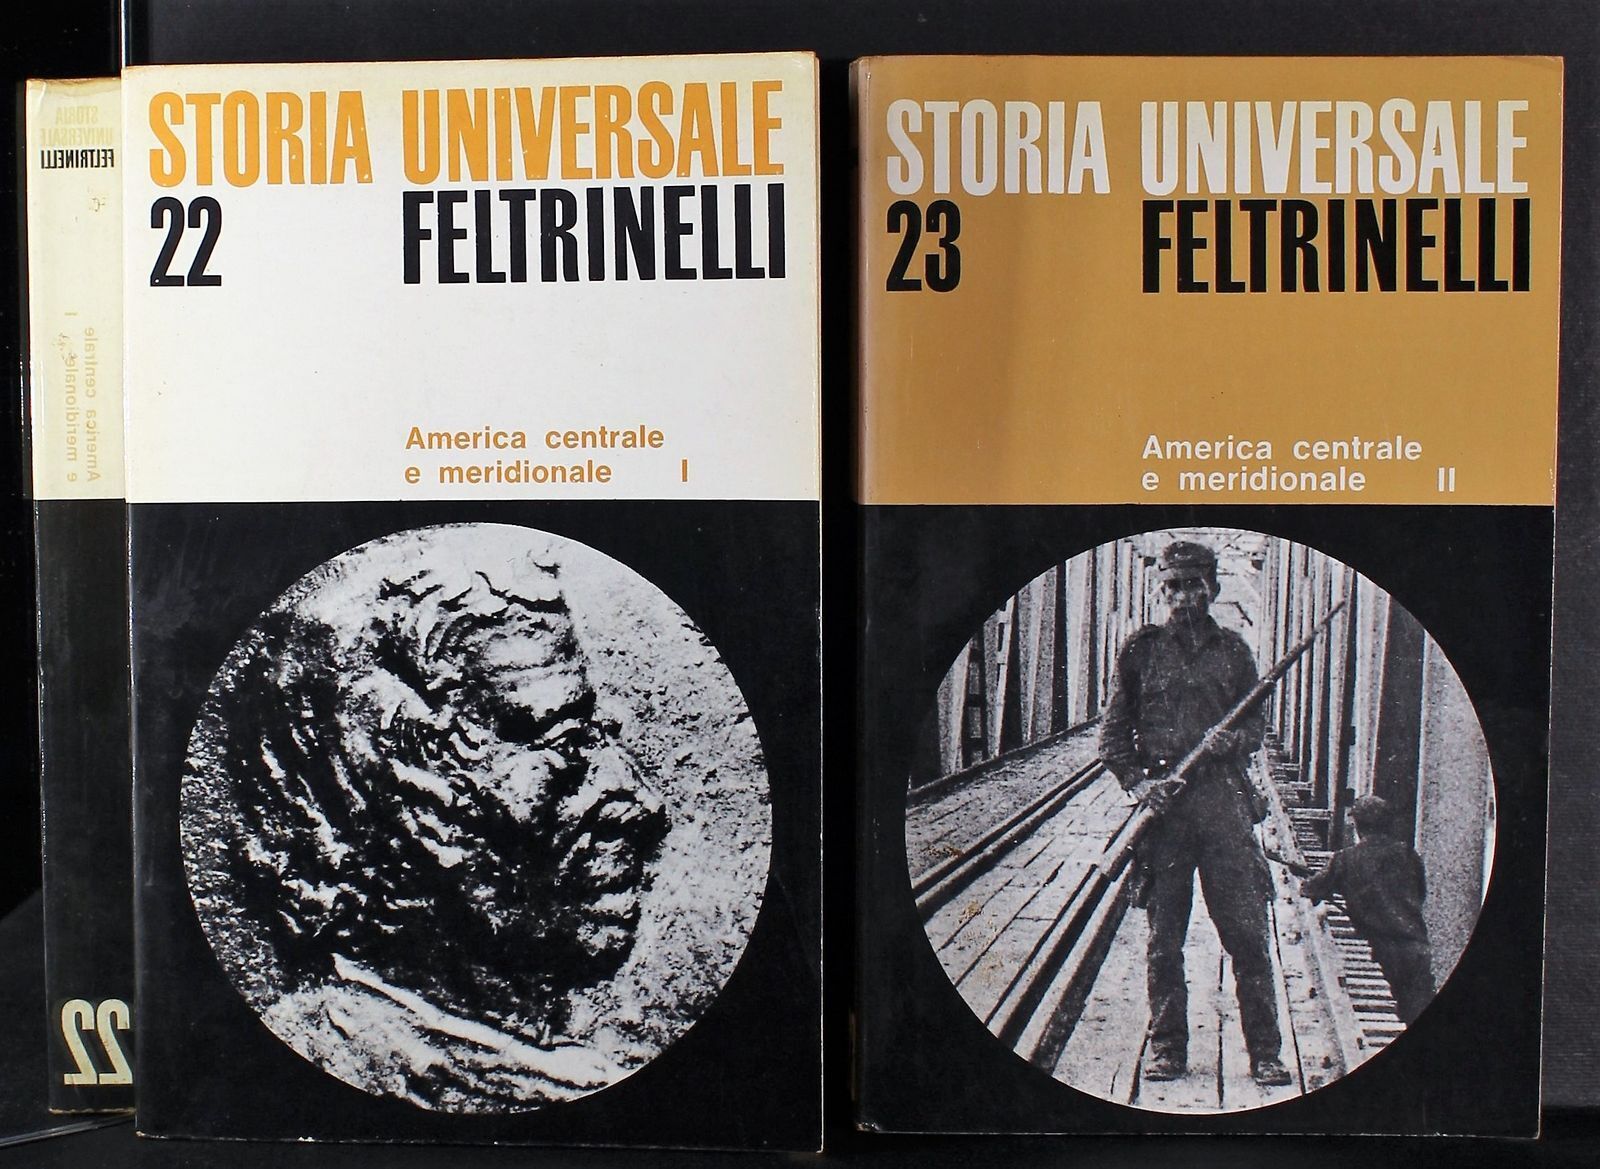 STORIA
UNIVERSALE
FELTRINELLI
America centrale
e meridionale I
22
STORIA UNIVERSALE
22 FELTRINELLI
America centrale
e meridionale I
STORIA UNIVERSALE
23 FELTRINELLI
America centrale
e meridionale II